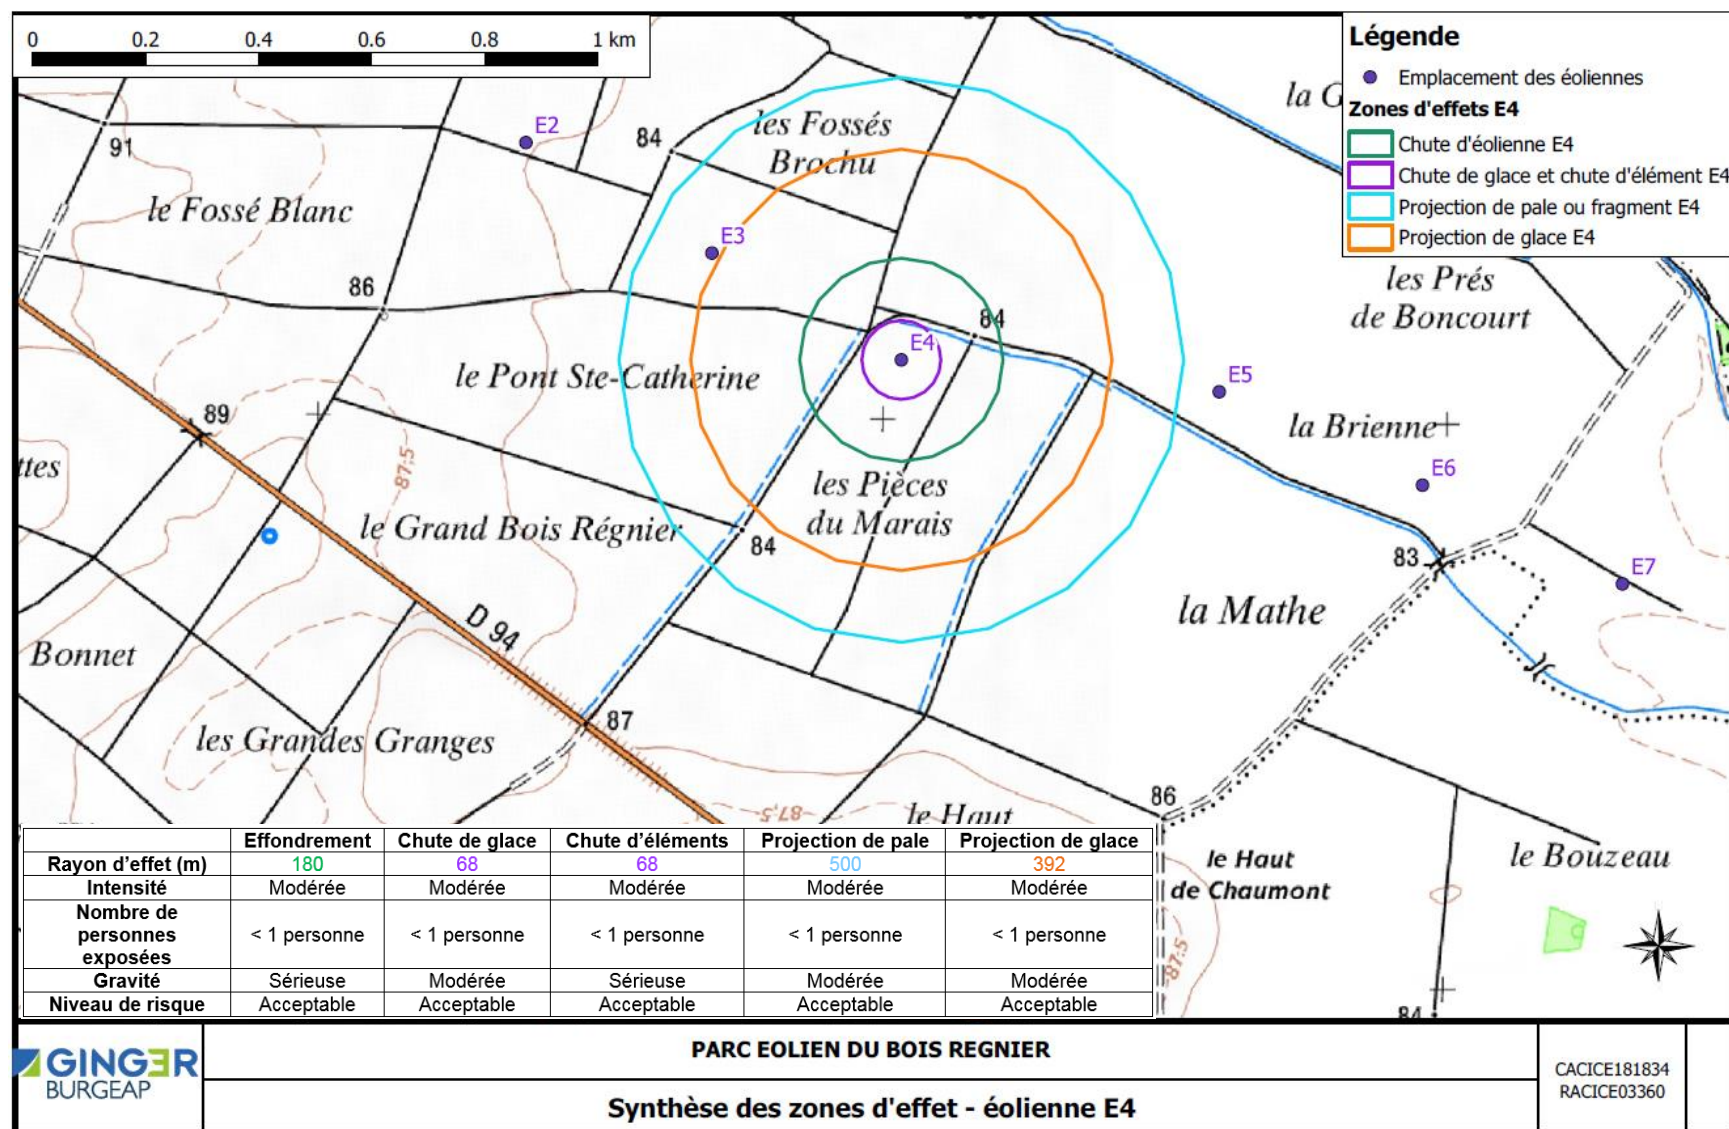 0 0.2 0.4 0.6 0.8 1 km
Légende
Emplacement des éoliennes
Zones d'effets E4
Chute d'éolienne E4
Chute de glace et chute d'élément E4
Projection de pale ou fragment E4
Projection de glace E4
la G
91
E2
84
les Fossés
Brochu
le Fossé Blanc
E3
86
les Prés
de Boncourt
84
E4
le Pont Ste-Catherine
E5
89
la Brienne
ttes
87.5
E6
les Pièces
du Marais
le Grand Bois Régnier
84
83
E7
la Mathe
D 94
Bonnet
87
les Grandes Granges
86
87.5
le Haut
le Haut
de Chaumont
le Bouzeau
87.5
84
Effondrement Chute de glace Chute d'éléments Projection de pale Projection de glace
Rayon d'effet (m) 180 68 68 500 392
Intensité Modérée Modérée Modérée Modérée Modérée
Nombre de
personnes
exposées < 1 personne < 1 personne < 1 personne < 1 personne < 1 personne
Gravité Sérieuse Modérée Sérieuse Modérée Modérée
Niveau de risque Acceptable Acceptable Acceptable Acceptable Acceptable
GINGER
BURGEAP
PARC EOLIEN DU BOIS REGNIER
Synthèse des zones d'effet - éolienne E4
CACICE181834
RACICE03360